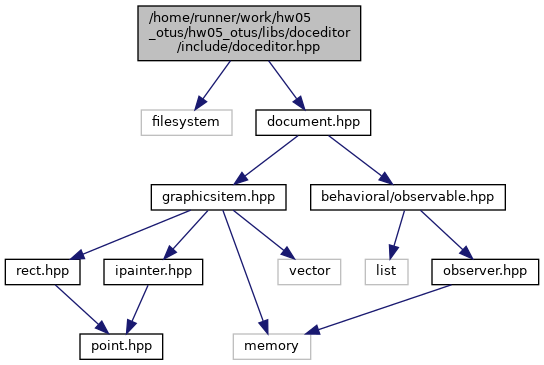 /home/runner/work/hw05
_otus/hw05_otus/libs/doceditor
/include/doceditor.hpp
filesystem
document.hpp
graphicsitem.hpp
behavioral/observable.hpp
rect.hpp
ipainter.hpp
vector
list
observer.hpp
point.hpp
memory